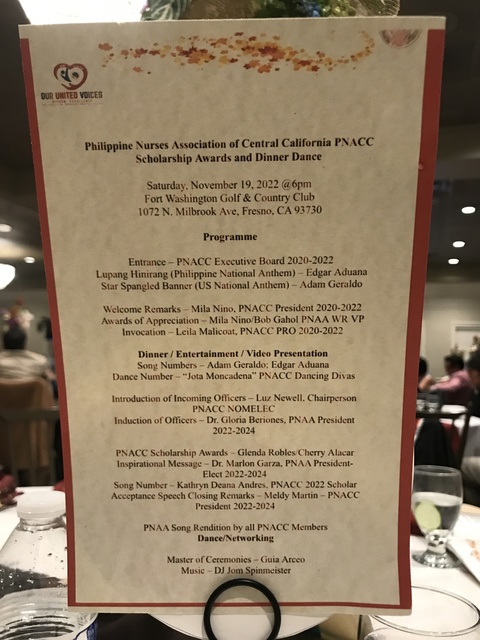 OUR UNITED VOICES
Philippine Nurses Association of Central California PNACC
Scholarship Awards and Dinner Dance
Saturday, November 19, 2022 @6pm
Fort Washington Golf & Country Club
1072 N. Milbrook Ave, Fresno, CA 93730
Programme
Entrance – PNACC Executive Board 2020-2022
Lupang Hinirang (Philippine National Anthem) – Edgar Aduana
Star Spangled Banner (US National Anthem) – Adam Geraldo
Welcome Remarks – Mila Nino, PNACC President 2020-2022
Awards of Appreciation – Mila Nino/Bob Gahol PNAA WR VP
Invocation – Leila Malicoat, PNACC PRO 2020-2022
Dinner / Entertainment / Video Presentation
Song Numbers – Adam Geraldo; Edgar Aduana
Dance Number – "Jota Moncadena" PNACC Dancing Divas
Introduction of Incoming Officers – Luz Newell, Chairperson
PNACC NOMELEC
Induction of Officers – Dr. Gloria Beriones, PNAA President
2022-2024
PNACC Scholarship Awards – Glenda Robles/Cherry Alacar
Inspirational Message – Dr. Marlon Garza, PNAA President-
Elect 2022-2024
Song Number – Kathryn Deana Andres, PNACC 2022 Scholar
Acceptance Speech Closing Remarks – Meldy Martin – PNACC
President 2022-2024
PNAA Song Rendition by all PNACC Members
Dance/Networking
Master of Ceremonies – Guia Arceo
Music – DJ Jom Spinmeister